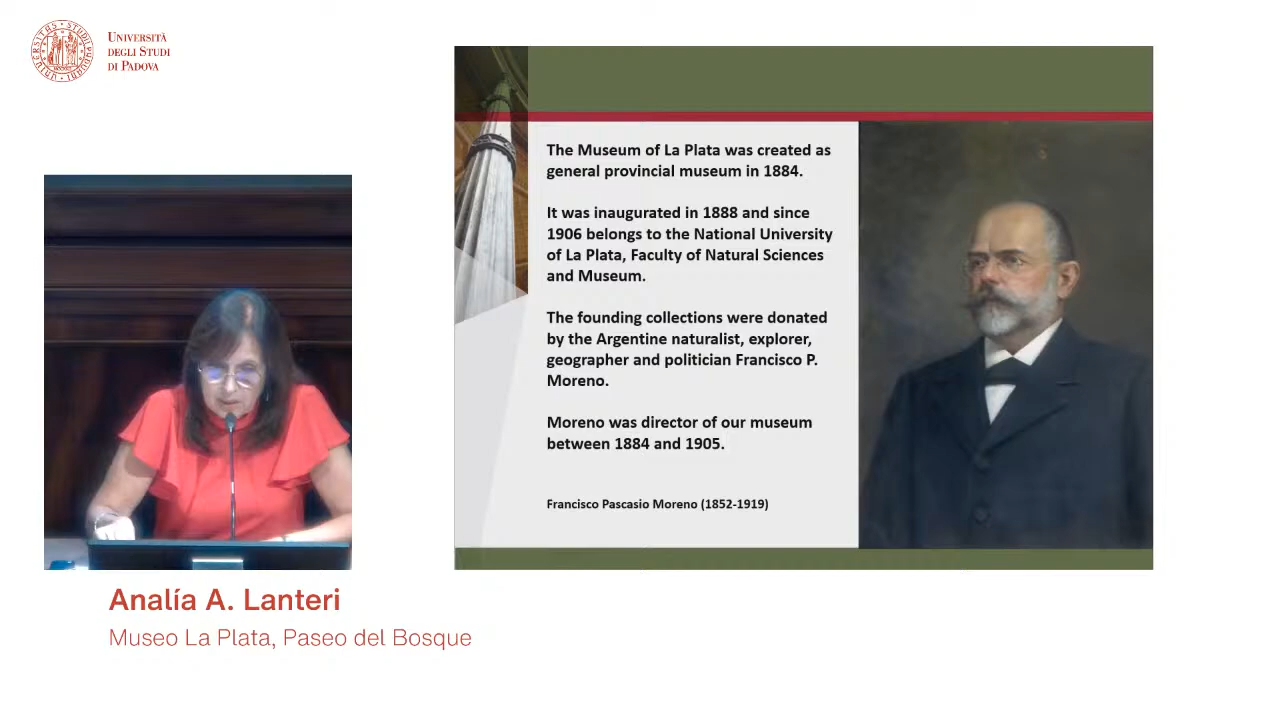 UNIVERSITÀ
DEGLI STUDI
DI PADOVA
The Museum of La Plata was created as
general provincial museum in 1884.
It was inaugurated in 1888 and since
1906 belongs to the National University
of La Plata, Faculty of Natural Sciences
and Museum.
The founding collections were donated
by the Argentine naturalist, explorer,
geographer and politician Francisco P.
Moreno.
Moreno was director of our museum
between 1884 and 1905.
Francisco Pascasio Moreno (1852-1919)
Analía A. Lanteri
Museo La Plata, Paseo del Bosque